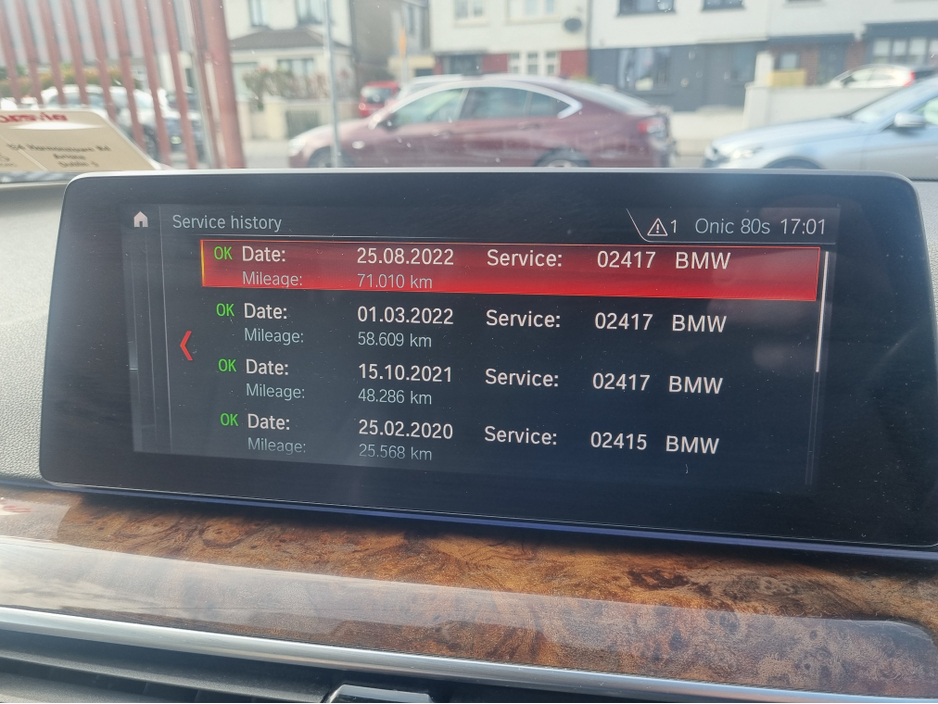 Service history
1 Onic 80s 17:01
OK Date: 25.08.2022 Service: 02417 BMW
Mileage: 71.010 km
OK Date: 01.03.2022 Service: 02417 BMW
Mileage: 58.609 km
OK Date: 15.10.2021 Service: 02417 BMW
Mileage: 48.286 km
OK Date: 25.02.2020 Service: 02415 BMW
Mileage: 25.568 km